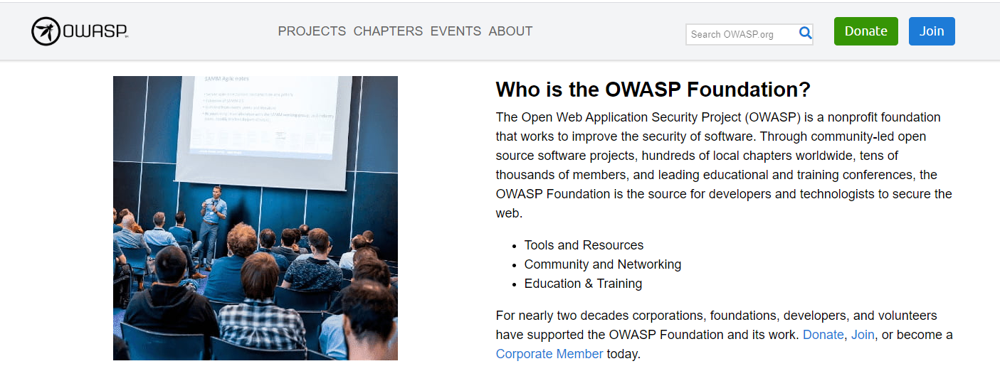 OWASP
PROJECTS CHAPTERS EVENTS ABOUT
Search OWASP.org
Donate
Join
SAMM Agile notes
Who is the OWASP Foundation?
The Open Web Application Security Project (OWASP) is a nonprofit foundation
that works to improve the security of software. Through community-led open
source software projects, hundreds of local chapters worldwide, tens of
thousands of members, and leading educational and training conferences, the
OWASP Foundation is the source for developers and technologists to secure the
web.
• Tools and Resources
• Community and Networking
• Education & Training
For nearly two decades corporations, foundations, developers, and volunteers
have supported the OWASP Foundation and its work. Donate, Join, or become a
Corporate Member today.